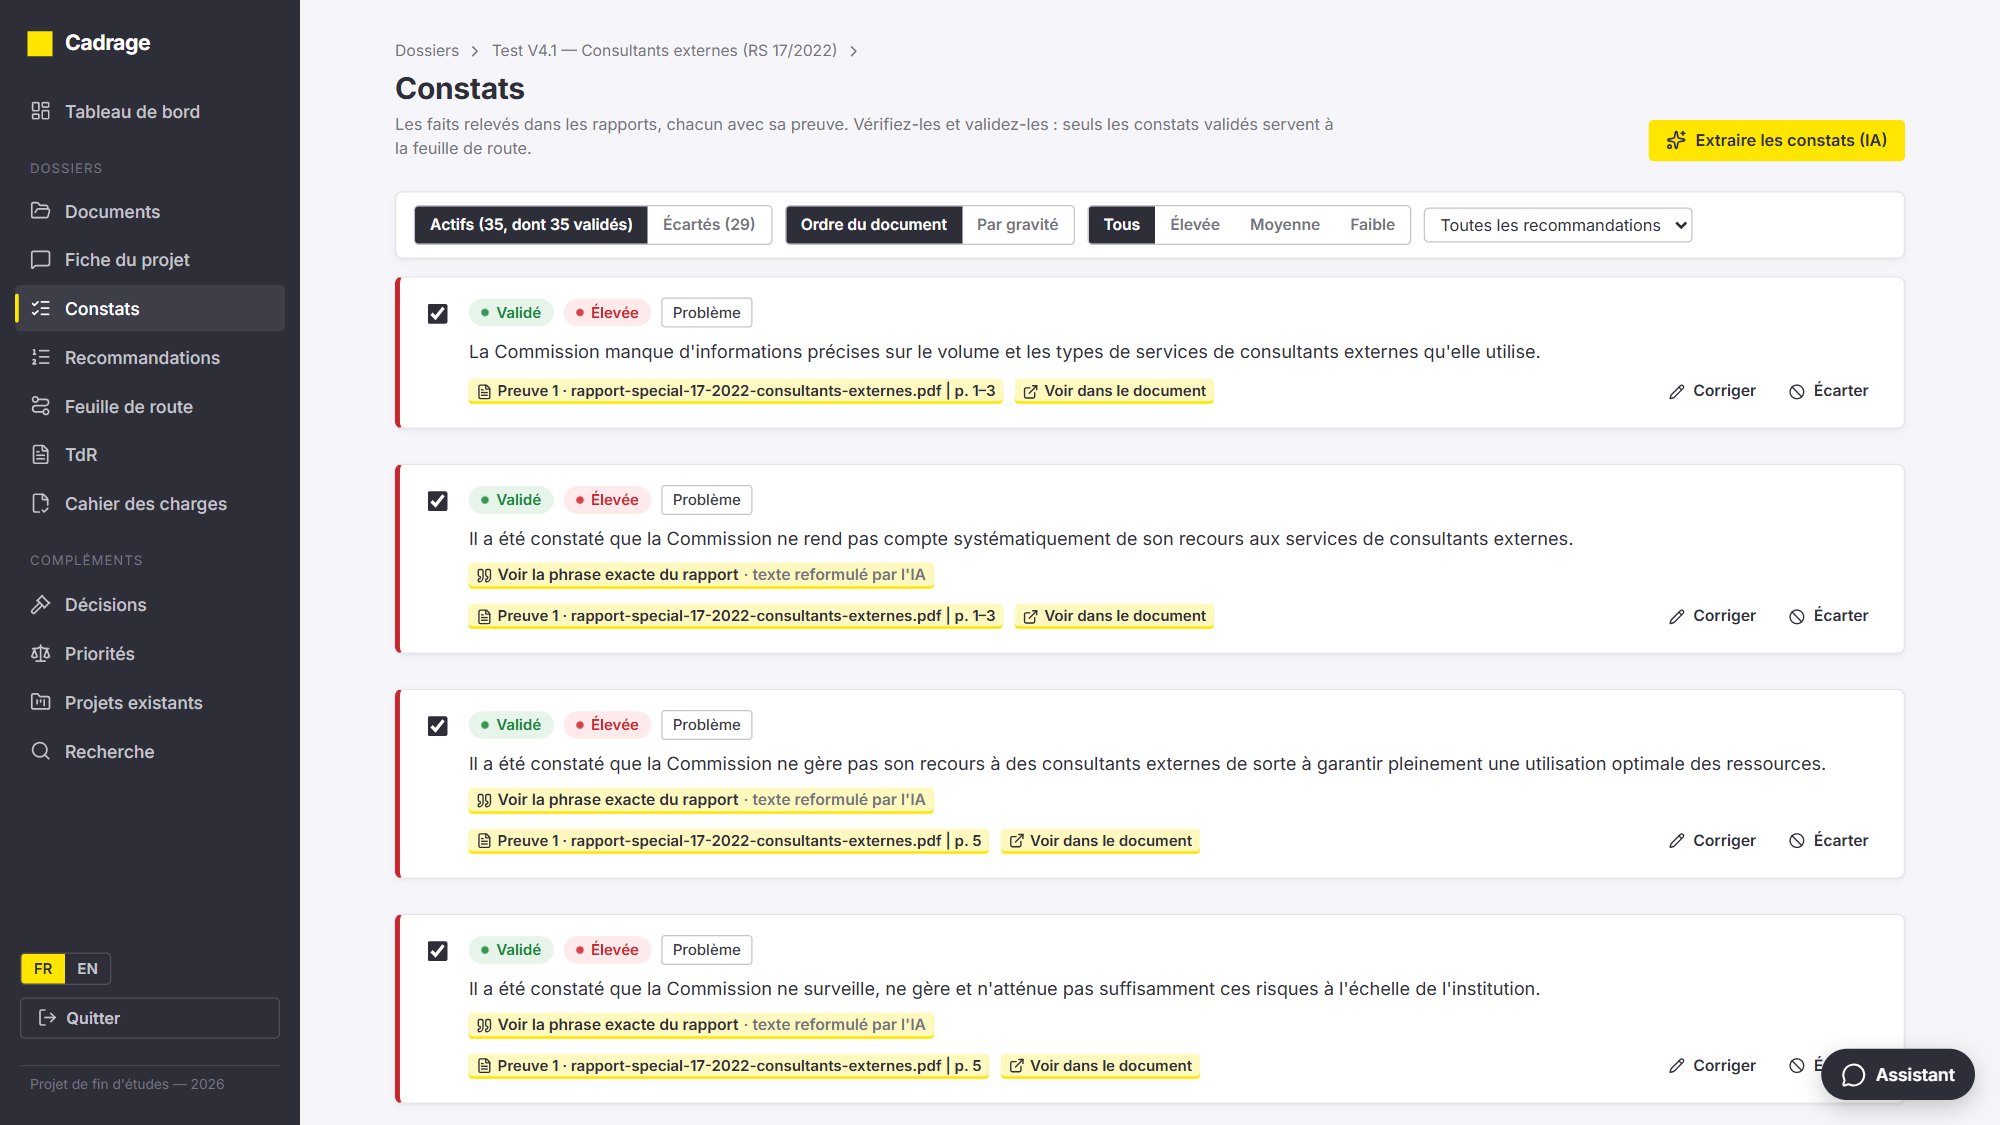 Cadrage
Tableau de bord
DOSSIERS
Documents
Fiche du projet
Constats
Recommandations
Feuille de route
TdR
Cahier des charges
COMPLÉMENTS
Décisions
Priorités
Projets existants
Recherche
FR EN
Quitter
Projet de fin d'études — 2026
Dossiers > Test V4.1 — Consultants externes (RS 17/2022) >
Constats
Les faits relevés dans les rapports, chacun avec sa preuve. Vérifiez-les et validez-les : seuls les constats validés servent à
la feuille de route.
Extraire les constats (IA)
Actifs (35, dont 35 validés) Écartés (29) Ordre du document Par gravité Tous Élevée Moyenne Faible Toutes les recommandations
Validé Élevée Problème
La Commission manque d'informations précises sur le volume et les types de services de consultants externes qu'elle utilise.
Preuve 1 · rapport-special-17-2022-consultants-externes.pdf | p. 1–3 Voir dans le document Corriger Écarter
Validé Élevée Problème
Il a été constaté que la Commission ne rend pas compte systématiquement de son recours aux services de consultants externes.
Voir la phrase exacte du rapport · texte reformulé par l'IA
Preuve 1 · rapport-special-17-2022-consultants-externes.pdf | p. 1–3 Voir dans le document Corriger Écarter
Validé Élevée Problème
Il a été constaté que la Commission ne gère pas son recours à des consultants externes de sorte à garantir pleinement une utilisation optimale des ressources.
Voir la phrase exacte du rapport · texte reformulé par l'IA
Preuve 1 · rapport-special-17-2022-consultants-externes.pdf | p. 5 Voir dans le document Corriger Écarter
Validé Élevée Problème
Il a été constaté que la Commission ne surveille, ne gère et n'atténue pas suffisamment ces risques à l'échelle de l'institution.
Voir la phrase exacte du rapport · texte reformulé par l'IA
Preuve 1 · rapport-special-17-2022-consultants-externes.pdf | p. 5 Voir dans le document Corriger
Assistant